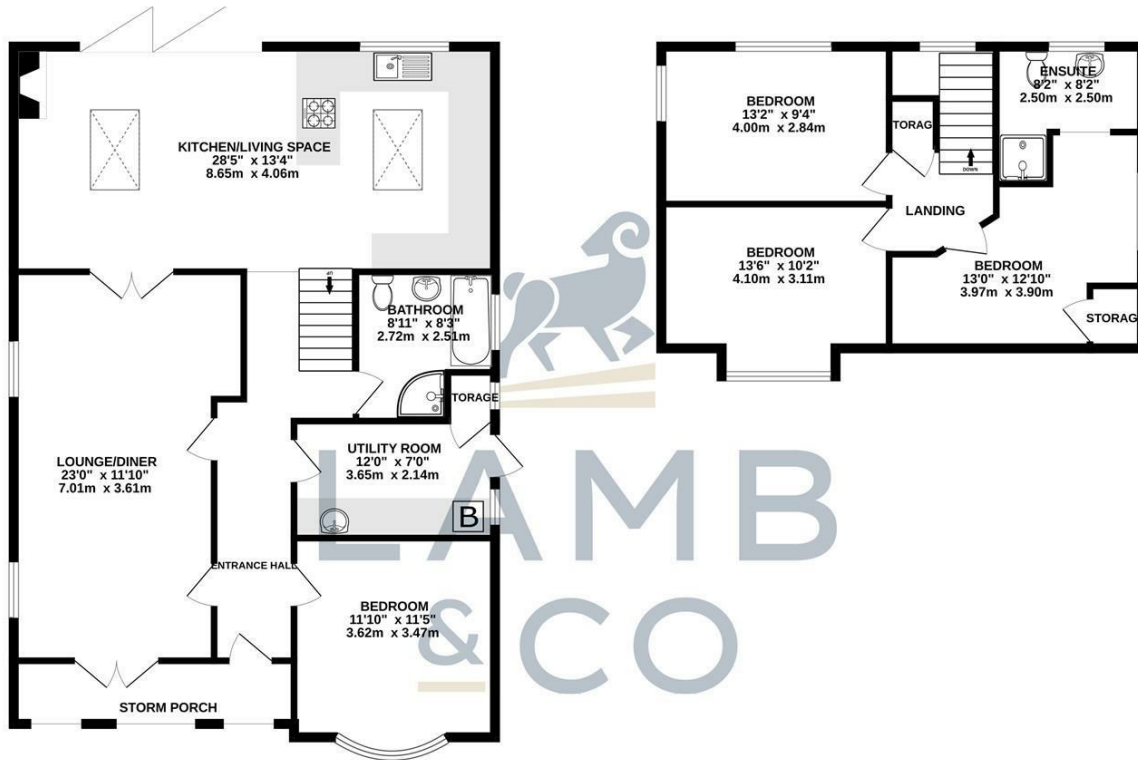 KITCHEN/LIVING SPACE
28'5" x 13'4"
8.65m x 4.06m
UP
BATHROOM
8'11" x 8'3"
2.72m x 2.51m
TORAGE
LOUNGE/DINER
23'0" x 11'10"
7.01m x 3.61m
UTILITY ROOM
12'0" x 7'0"
3.65m x 2.14m
B
ENTRANCE HALL
BEDROOM
11'10" x 11'5"
3.62m x 3.47m
STORM PORCH
BEDROOM
13'2" x 9'4"
4.00m x 2.84m
TORAG
DOWN
ENSUITE
8'2" x 8'2"
2.50m x 2.50m
LANDING
BEDROOM
13'6" x 10'2"
4.10m x 3.11m
BEDROOM
13'0" x 12'10"
3.97m x 3.90m
STORAG
LAMB
&CO